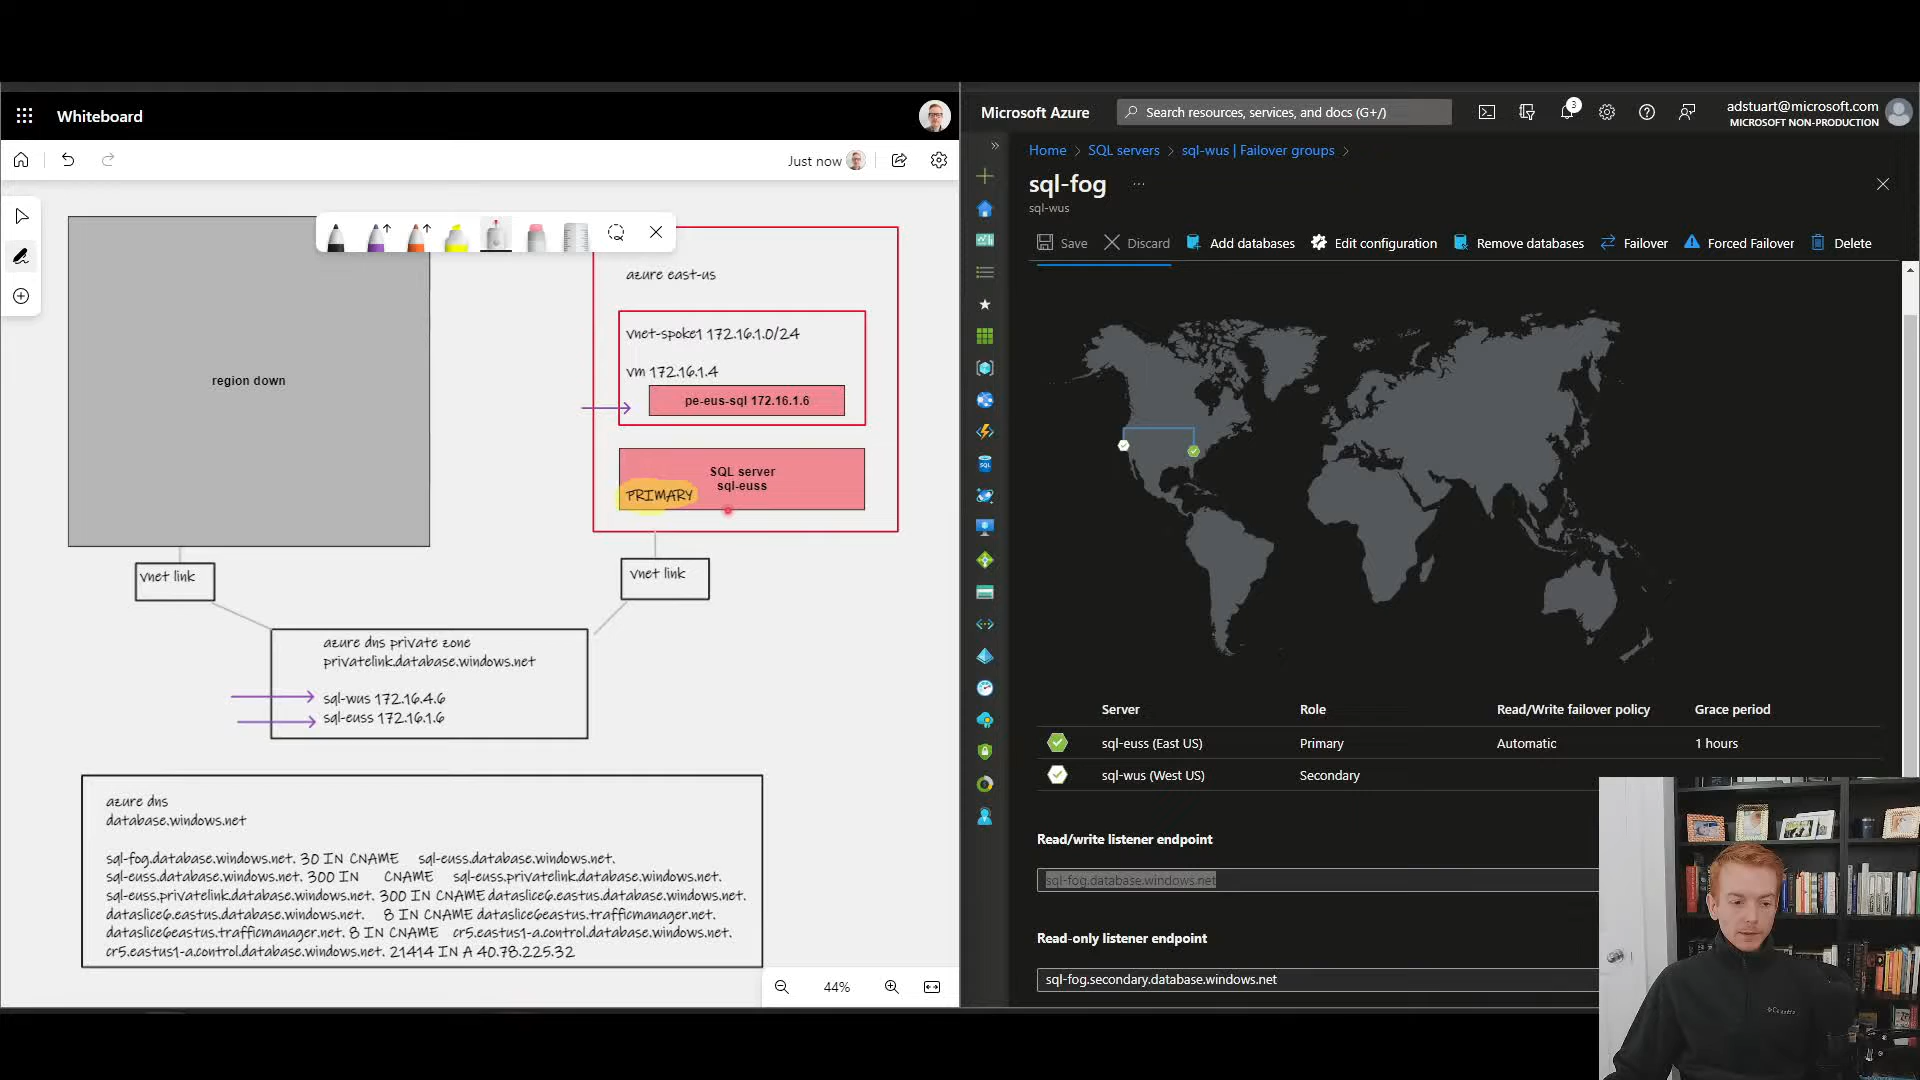 Whiteboard
Just now
region down
azure east-us
vnet-spoke1 172.16.1.0/24
vm 172.16.1.4
pe-eus-sql 172.16.1.6
SQL server
sql-euss
PRIMARY
vnet link
vnet link
azure dns private zone
privatelink.database.windows.net
sql-wus 172.16.4.6
sql-euss 172.16.1.6
azure dns
database.windows.net
sql-fog.database.windows.net. 30 IN CNAME sql-euss.database.windows.net.
sql-euss.database.windows.net. 300 IN CNAME sql-euss.privatelink.database.windows.net.
sql-euss.privatelink.database.windows.net. 300 IN CNAME dataslice6.eastus.database.windows.net.
dataslice6.eastus.database.windows.net. 8 IN CNAME dataslice6eastus.trafficmanager.net.
dataslice6eastus.trafficmanager.net. 8 IN CNAME cr5.eastus1-a.control.database.windows.net.
cr5.eastus1-a.control.database.windows.net. 21414 IN A 40.78.225.32
44%
Microsoft Azure
Search resources, services, and docs (G+/)
3
adstuart@microsoft.com
MICROSOFT NON-PRODUCTION
Home > SQL servers > sql-wus | Failover groups >
sql-fog ...
sql-wus
Save Discard Add databases Edit configuration Remove databases Failover Forced Failover Delete
Server Role Read/Write failover policy Grace period
sql-euss (East US) Primary Automatic 1 hours
sql-wus (West US) Secondary
Read/write listener endpoint
sql-fog.database.windows.net
Read-only listener endpoint
sql-fog.secondary.database.windows.net